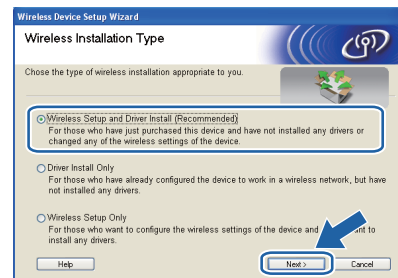 Wireless Device Setup Wizard
Wireless Installation Type
Chose the type of wireless installation appropriate to you.
Wireless Setup and Driver Install (Recommended)
For those who have just purchased this device and have not installed any drivers or
changed any of the wireless settings of the device.
Driver Install Only
For those who have already configured the device to work in a wireless network, but have
not installed any drivers.
Wireless Setup Only
For those who want to configure the wireless settings of the device and nt to
install any drivers.
Help
Next >
Cancel